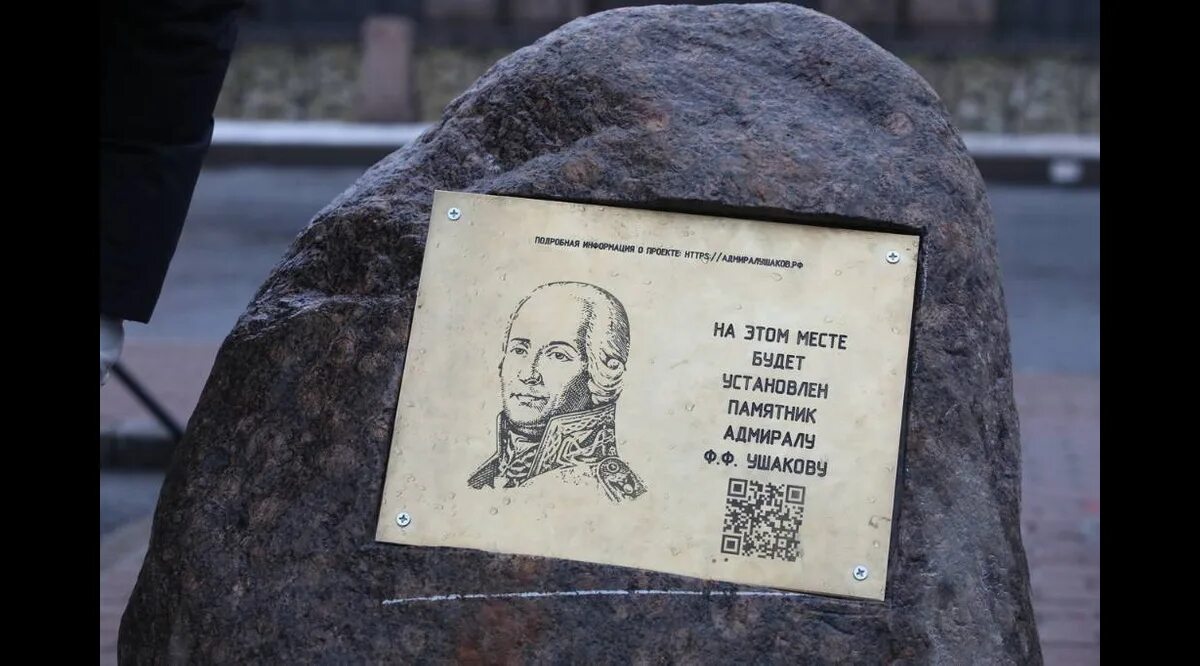 ПОДРОБНАЯ ИНФОРМАЦИЯ О ПРОЕКТЕ: HTTPS://АДМИРАЛУШАКОВ.РФ
НА ЭТОМ МЕСТЕ
БУДЕТ
УСТАНОВЛЕН
ПАМЯТНИК
АДМИРАЛУ
Ф.Ф. УШАКОВУ